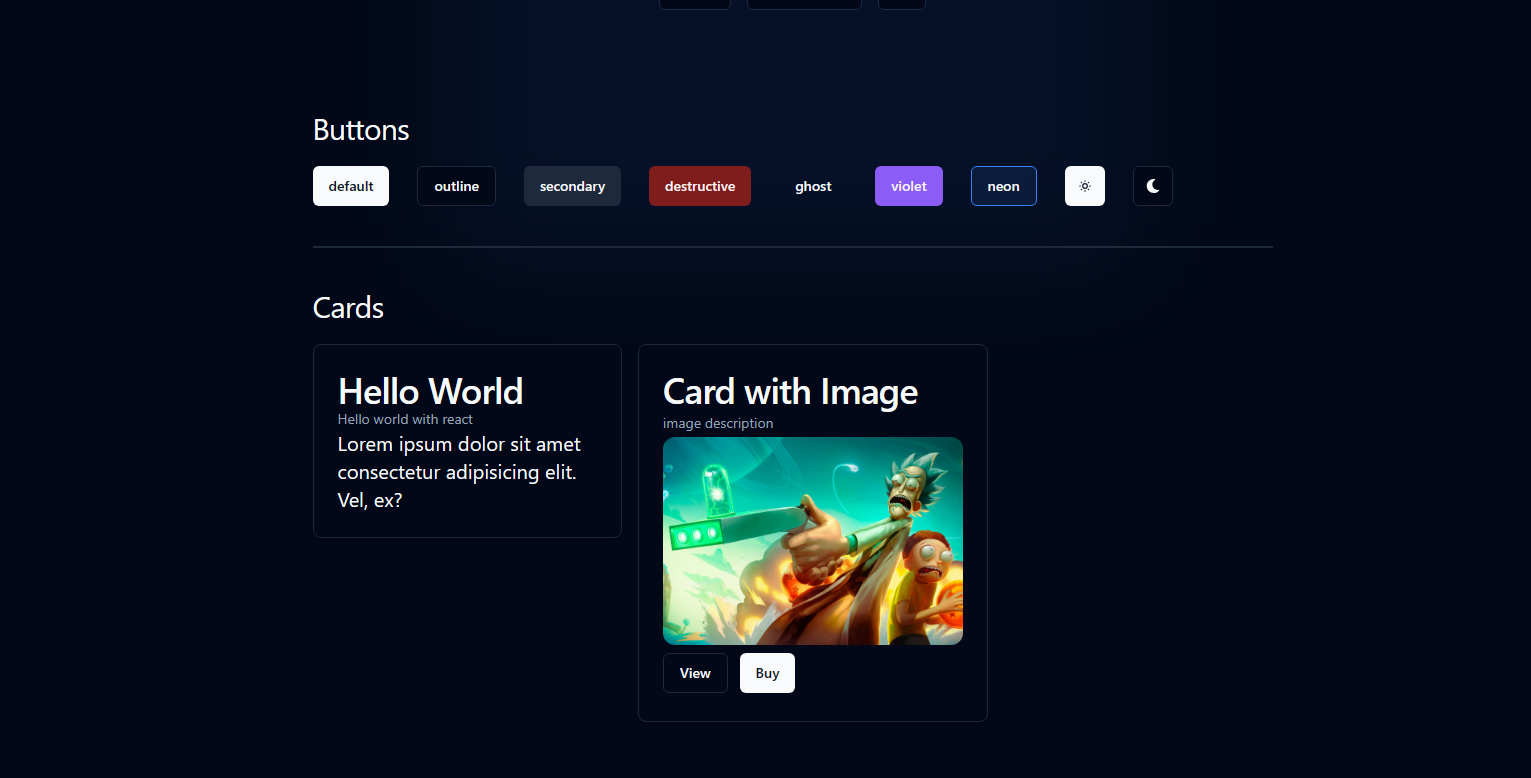 Buttons
default outline secondary destructive ghost violet neon
Cards
Hello World
Hello world with react
Lorem ipsum dolor sit amet
consectetur adipisicing elit.
Vel, ex?
Card with Image
image description
View Buy